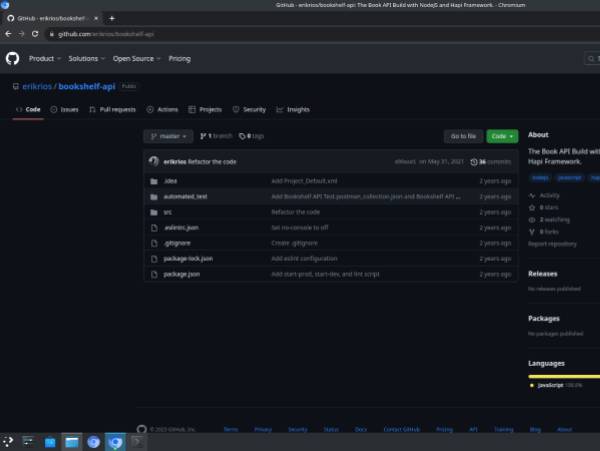 GitHub - erikrios/bookshelf-api: The Book API Build with NodeJS and Hapi Framework. - Chromium
GitHub - erikrios/bookshelf-
github.com/erikrios/bookshelf-api
Product Solutions Open Source Pricing
erikrios / bookshelf-api Public
Code Issues Pull requests Actions Projects Security Insights
master 1 branch 0 tags Go to file Code
erikrios Refactor the code on May 31, 2021 36 commits
.idea Add Project_Default.xml 2 years ago
automated_test Add Bookshelf API Test.postman_collection.json and Bookshelf API ... 2 years ago
src Refactor the code 2 years ago
.eslintrc.json Set no-console to off 2 years ago
.gitignore Create .gitignore 2 years ago
package-lock.json Add eslint configuration 2 years ago
package.json Add start-prod, start-dev, and lint script 2 years ago
About
The Book API Build with
Hapi Framework.
nodejs javascript
Activity
0 stars
2 watching
0 forks
Report repository
Releases
No releases published
Packages
No packages published
Languages
JavaScript 100.0%
© 2023 GitHub, Inc. Terms Privacy Security Status Docs Contact GitHub Pricing API Training Blog About